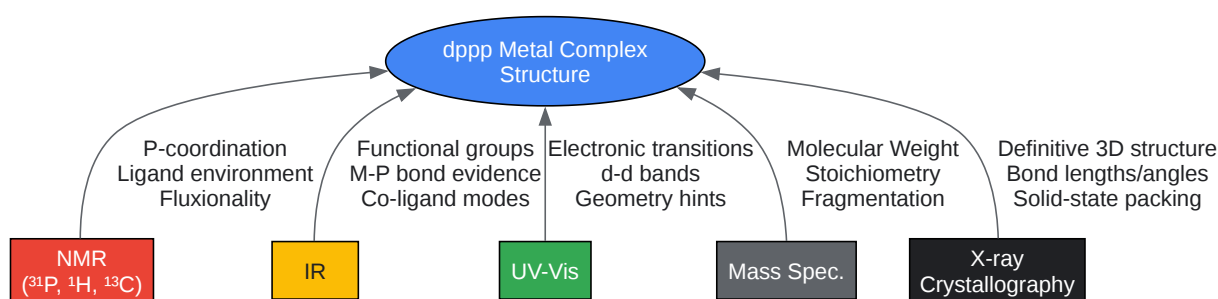 dppp Metal Complex
Structure
P-coordination
Ligand environment
Fluxionality
Functional groups
M-P bond evidence
Co-ligand modes
Electronic transitions
d-d bands
Geometry hints
Molecular Weight
Stoichiometry
Fragmentation
Definitive 3D structure
Bond lengths/angles
Solid-state packing
NMR
(³¹P, ¹H, ¹³C)
IR
UV-Vis
Mass Spec.
X-ray
Crystallography